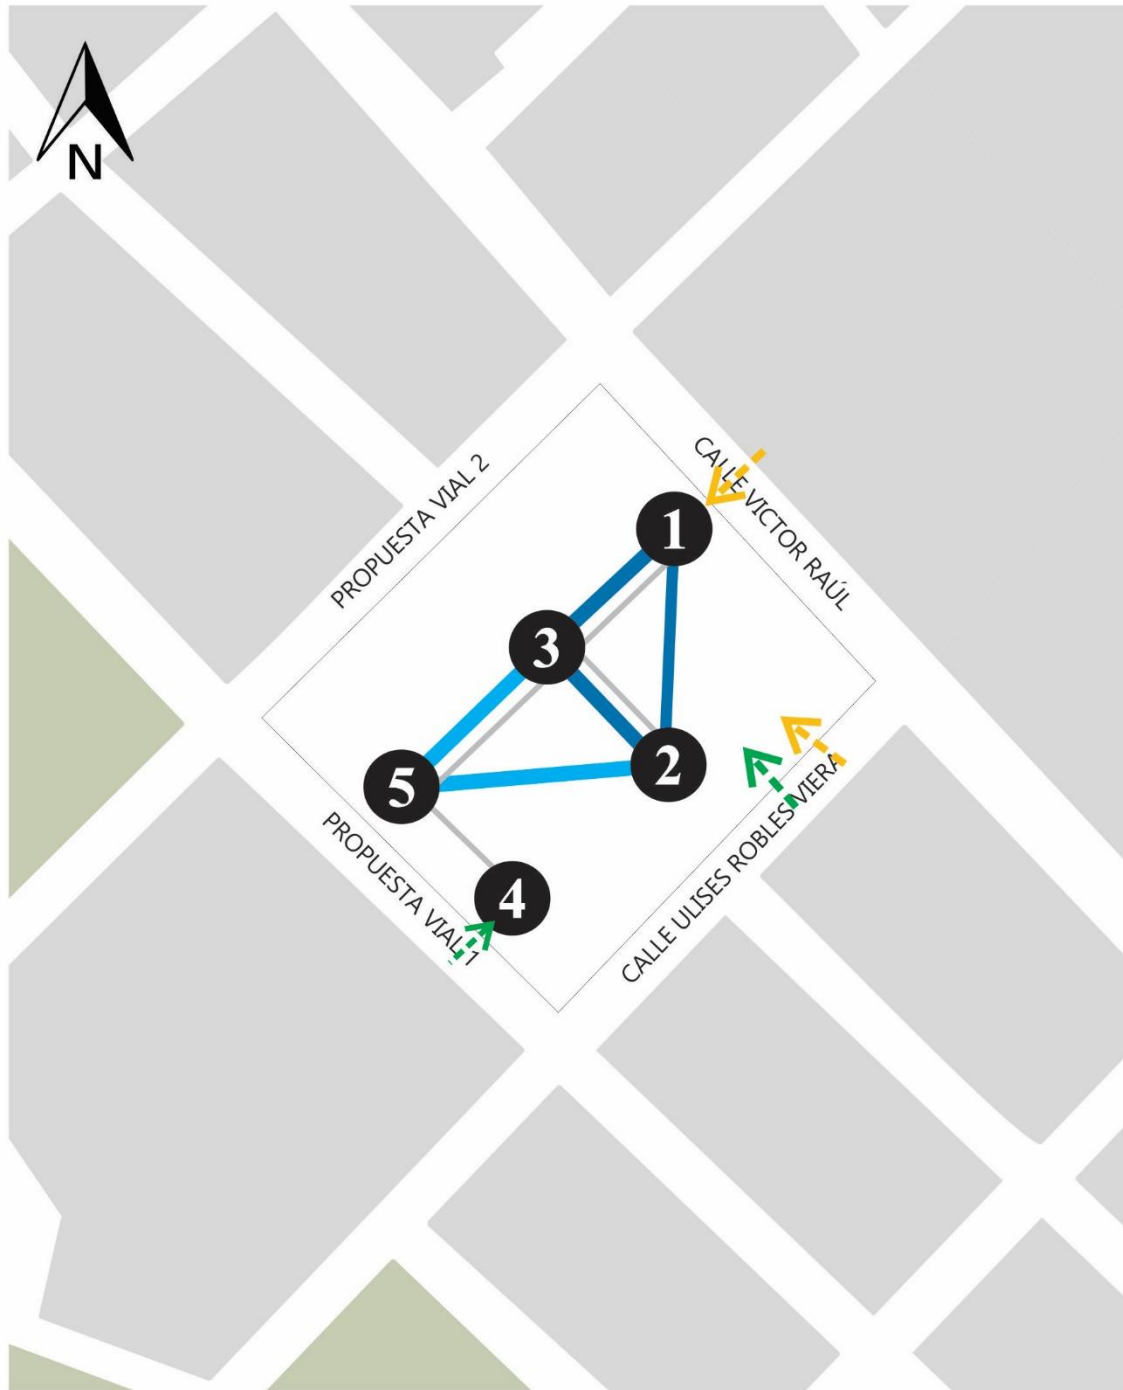 N
PROPUESTA VIAL 2
CALLE VICTOR RAÚL
1
3
2
5
4
PROPUESTA VIAL 1
CALLE ULISES ROBLES VIERA